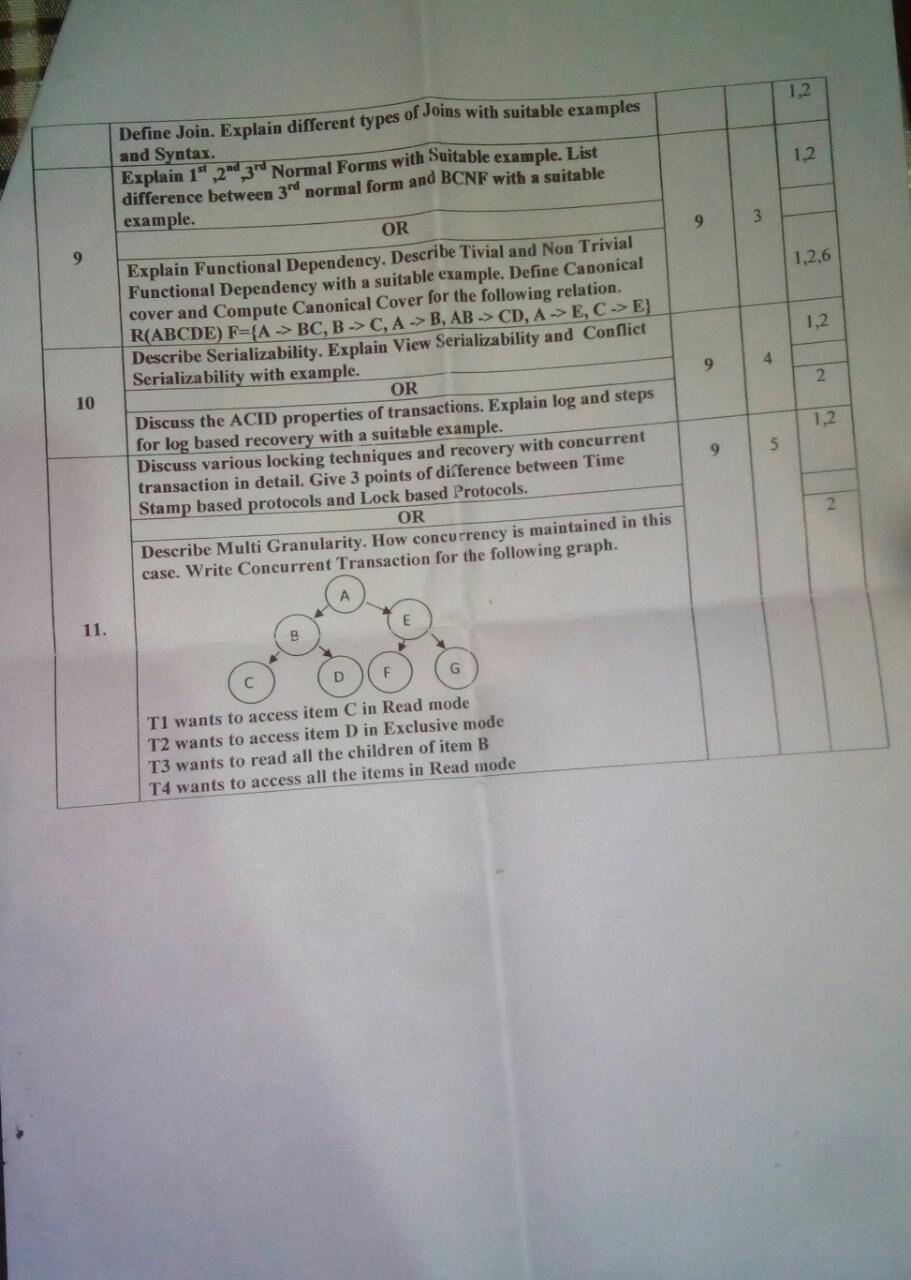 Define Join. Explain different types of Joins with suitable examples
and Syntax.
1,2
9
Explain 1st ,2nd,3rd Normal Forms with Suitable example. List
difference between 3rd normal form and BCNF with a suitable
example.
OR
Explain Functional Dependency. Describe Tivial and Non Trivial
Functional Dependency with a suitable example. Define Canonical
cover and Compute Canonical Cover for the following relation.
R(ABCDE) F={A -> BC, B -> C, A -> B, AB -> CD, A -> E, C -> E}
9
3
1,2
1,2,6
10
Describe Serializability. Explain View Serializability and Conflict
Serializability with example.
OR
Discuss the ACID properties of transactions. Explain log and steps
for log based recovery with a suitable example.
9
4
1,2
2
11.
Discuss various locking techniques and recovery with concurrent
transaction in detail. Give 3 points of difference between Time
Stamp based protocols and Lock based Protocols.
OR
Describe Multi Granularity. How concurrency is maintained in this
case. Write Concurrent Transaction for the following graph.
A
B
E
C
D
F
G
T1 wants to access item C in Read mode
T2 wants to access item D in Exclusive mode
T3 wants to read all the children of item B
T4 wants to access all the items in Read mode
9
5
1,2
2